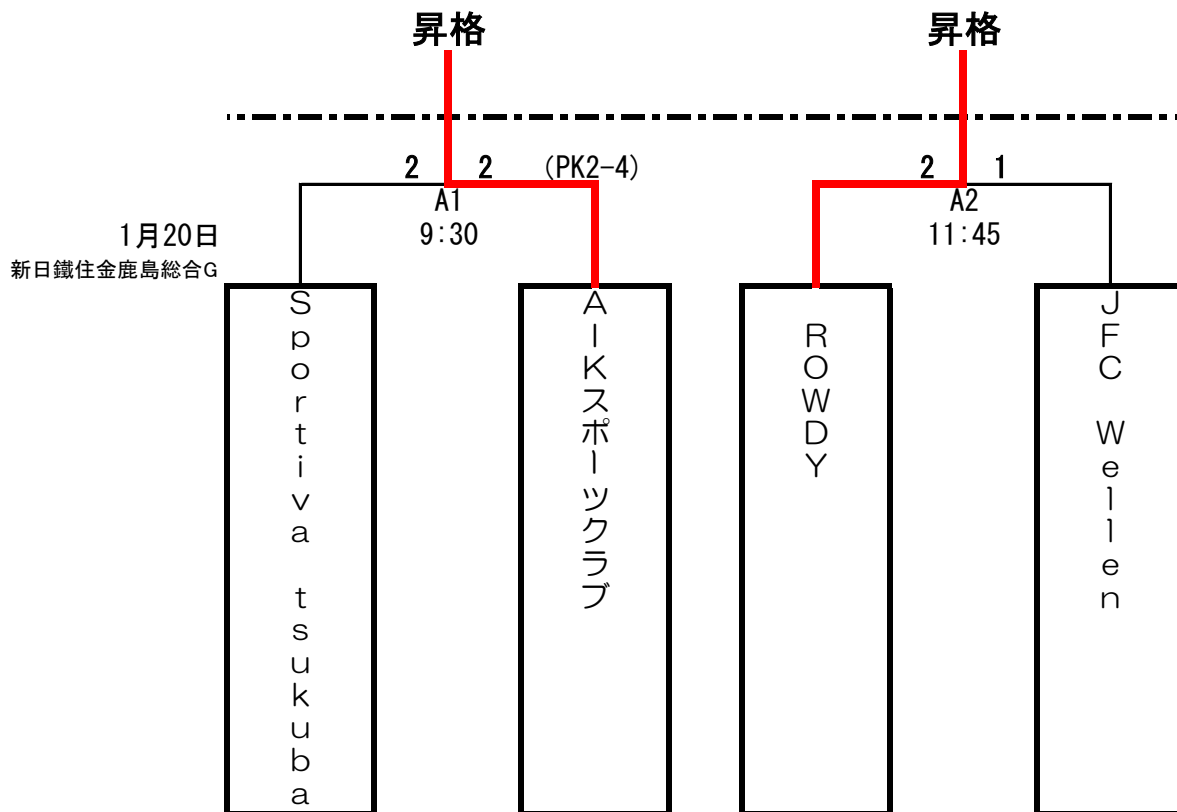 昇格
昇格
2 2 (PK2-4)
2 1
A1
A2
9:30
11:45
1月20日
新日鐵住金鹿島総合G
Sportiva tsukuba
AIKスポーツクラブ
ROWDY
JFC Wellen